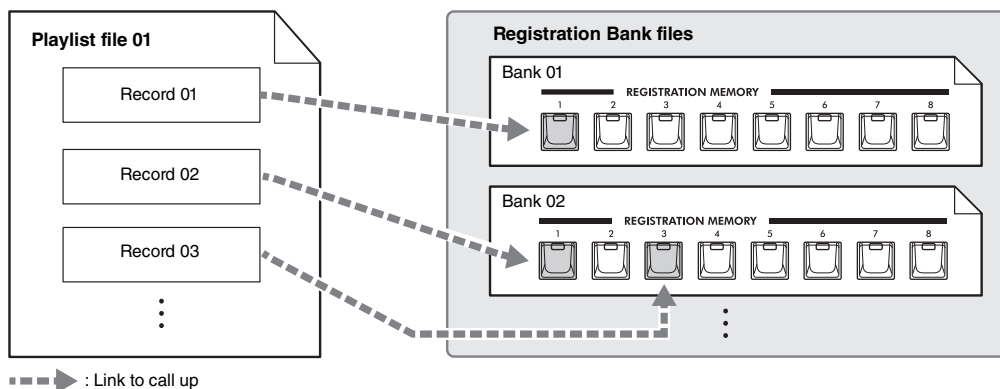 Playlist file 01
Record 01
Record 02
Record 03
Registration Bank files
Bank 01
REGISTRATION MEMORY
1 2 3 4 5 6 7 8
Bank 02
REGISTRATION MEMORY
1 2 3 4 5 6 7 8
: Link to call up